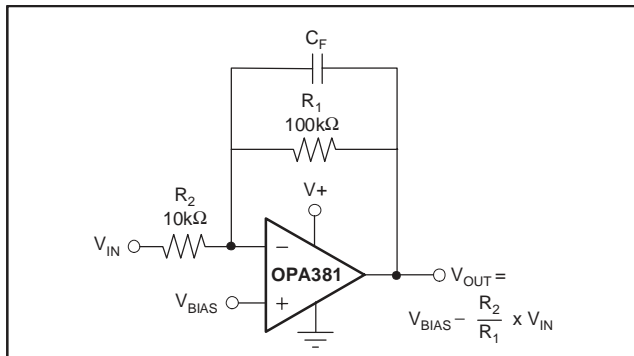 C_F
R_1
100kΩ
R_2
10kΩ
V+
V_IN
−
OPA381
V_BIAS
+
V_OUT =
V_BIAS − R_2/R_1 x V_IN